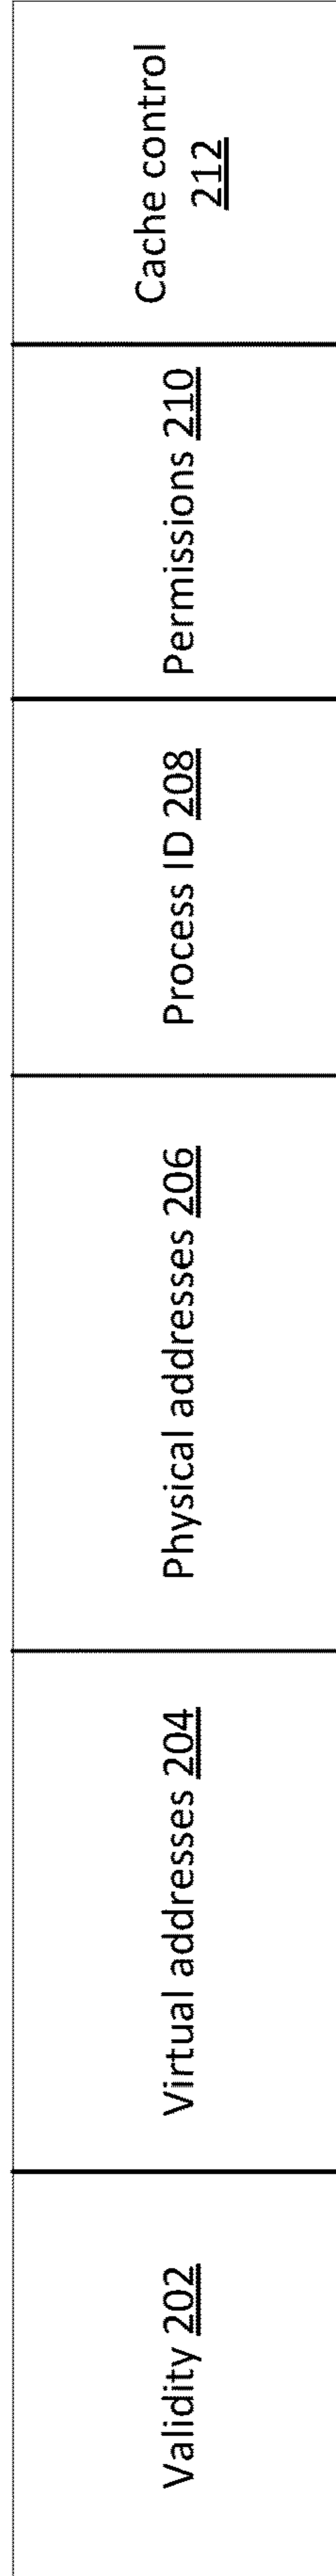 Validity 202
Virtual addresses 204
Physical addresses 206
Process ID 208
Permissions 210
Cache control
212